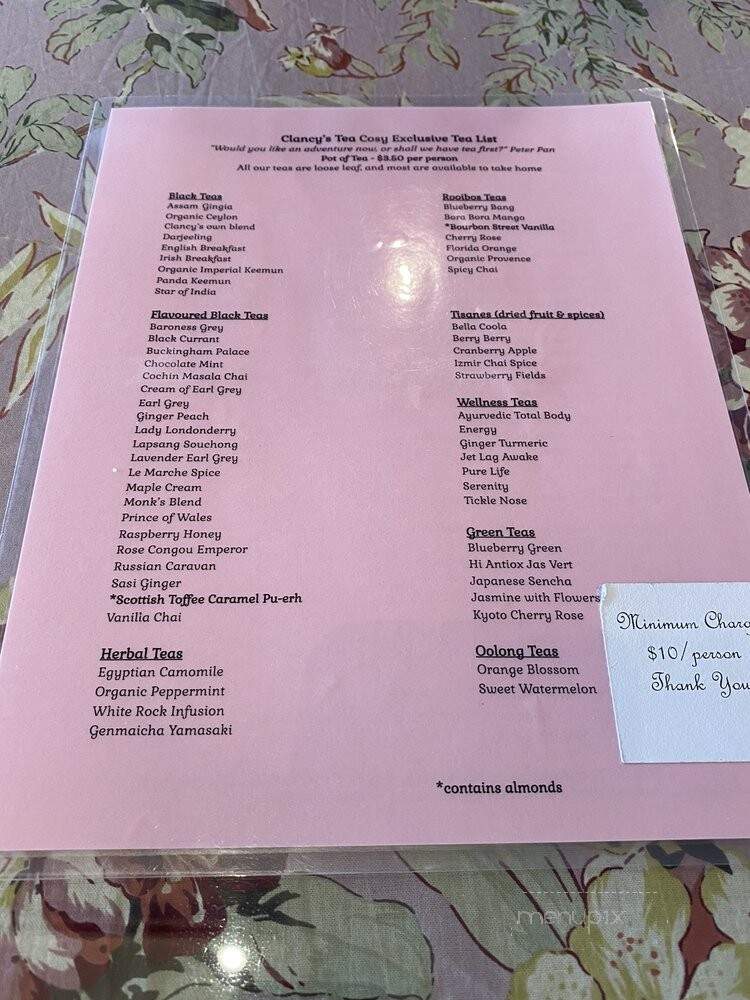 Clancy's Tea Cosy Exclusive Tea List
"Would you like an adventure now, or shall we have tea first?" Peter Pan
Pot of Tea - $3.50 per person
All our teas are loose leaf, and most are available to take home
Black Teas
Assam Gingia
Organic Ceylon
Clancy's own blend
Darjeeling
English Breakfast
Irish Breakfast
Organic Imperial Keemun
Panda Keemun
Star of India
Flavoured Black Teas
Baroness Grey
Black Currant
Buckingham Palace
Chocolate Mint
Cochin Masala Chai
Cream of Earl Grey
Earl Grey
Ginger Peach
Lady Londonderry
Lapsang Souchong
Lavender Earl Grey
Le Marche Spice
Maple Cream
Monk's Blend
Prince of Wales
Raspberry Honey
Rose Congou Emperor
Russian Caravan
Sasi Ginger
*Scottish Toffee Caramel Pu-erh
Vanilla Chai
Herbal Teas
Egyptian Camomile
Organic Peppermint
White Rock Infusion
Genmaicha Yamasaki
Rooibos Teas
Blueberry Bang
Bora Bora Mango
*Bourbon Street Vanilla
Cherry Rose
Florida Orange
Organic Provence
Spicy Chai
Tisanes (dried fruit & spices)
Bella Coola
Berry Berry
Cranberry Apple
Izmir Chai Spice
Strawberry Fields
Wellness Teas
Ayurvedic Total Body
Energy
Ginger Turmeric
Jet Lag Awake
Pure Life
Serenity
Tickle Nose
Green Teas
Blueberry Green
Hi Antiox Jas Vert
Japanese Sencha
Jasmine with Flowers
Kyoto Cherry Rose
Oolong Teas
Orange Blossom
Sweet Watermelon
*contains almonds
Minimum Charg
$10/person
Thank You
menupix